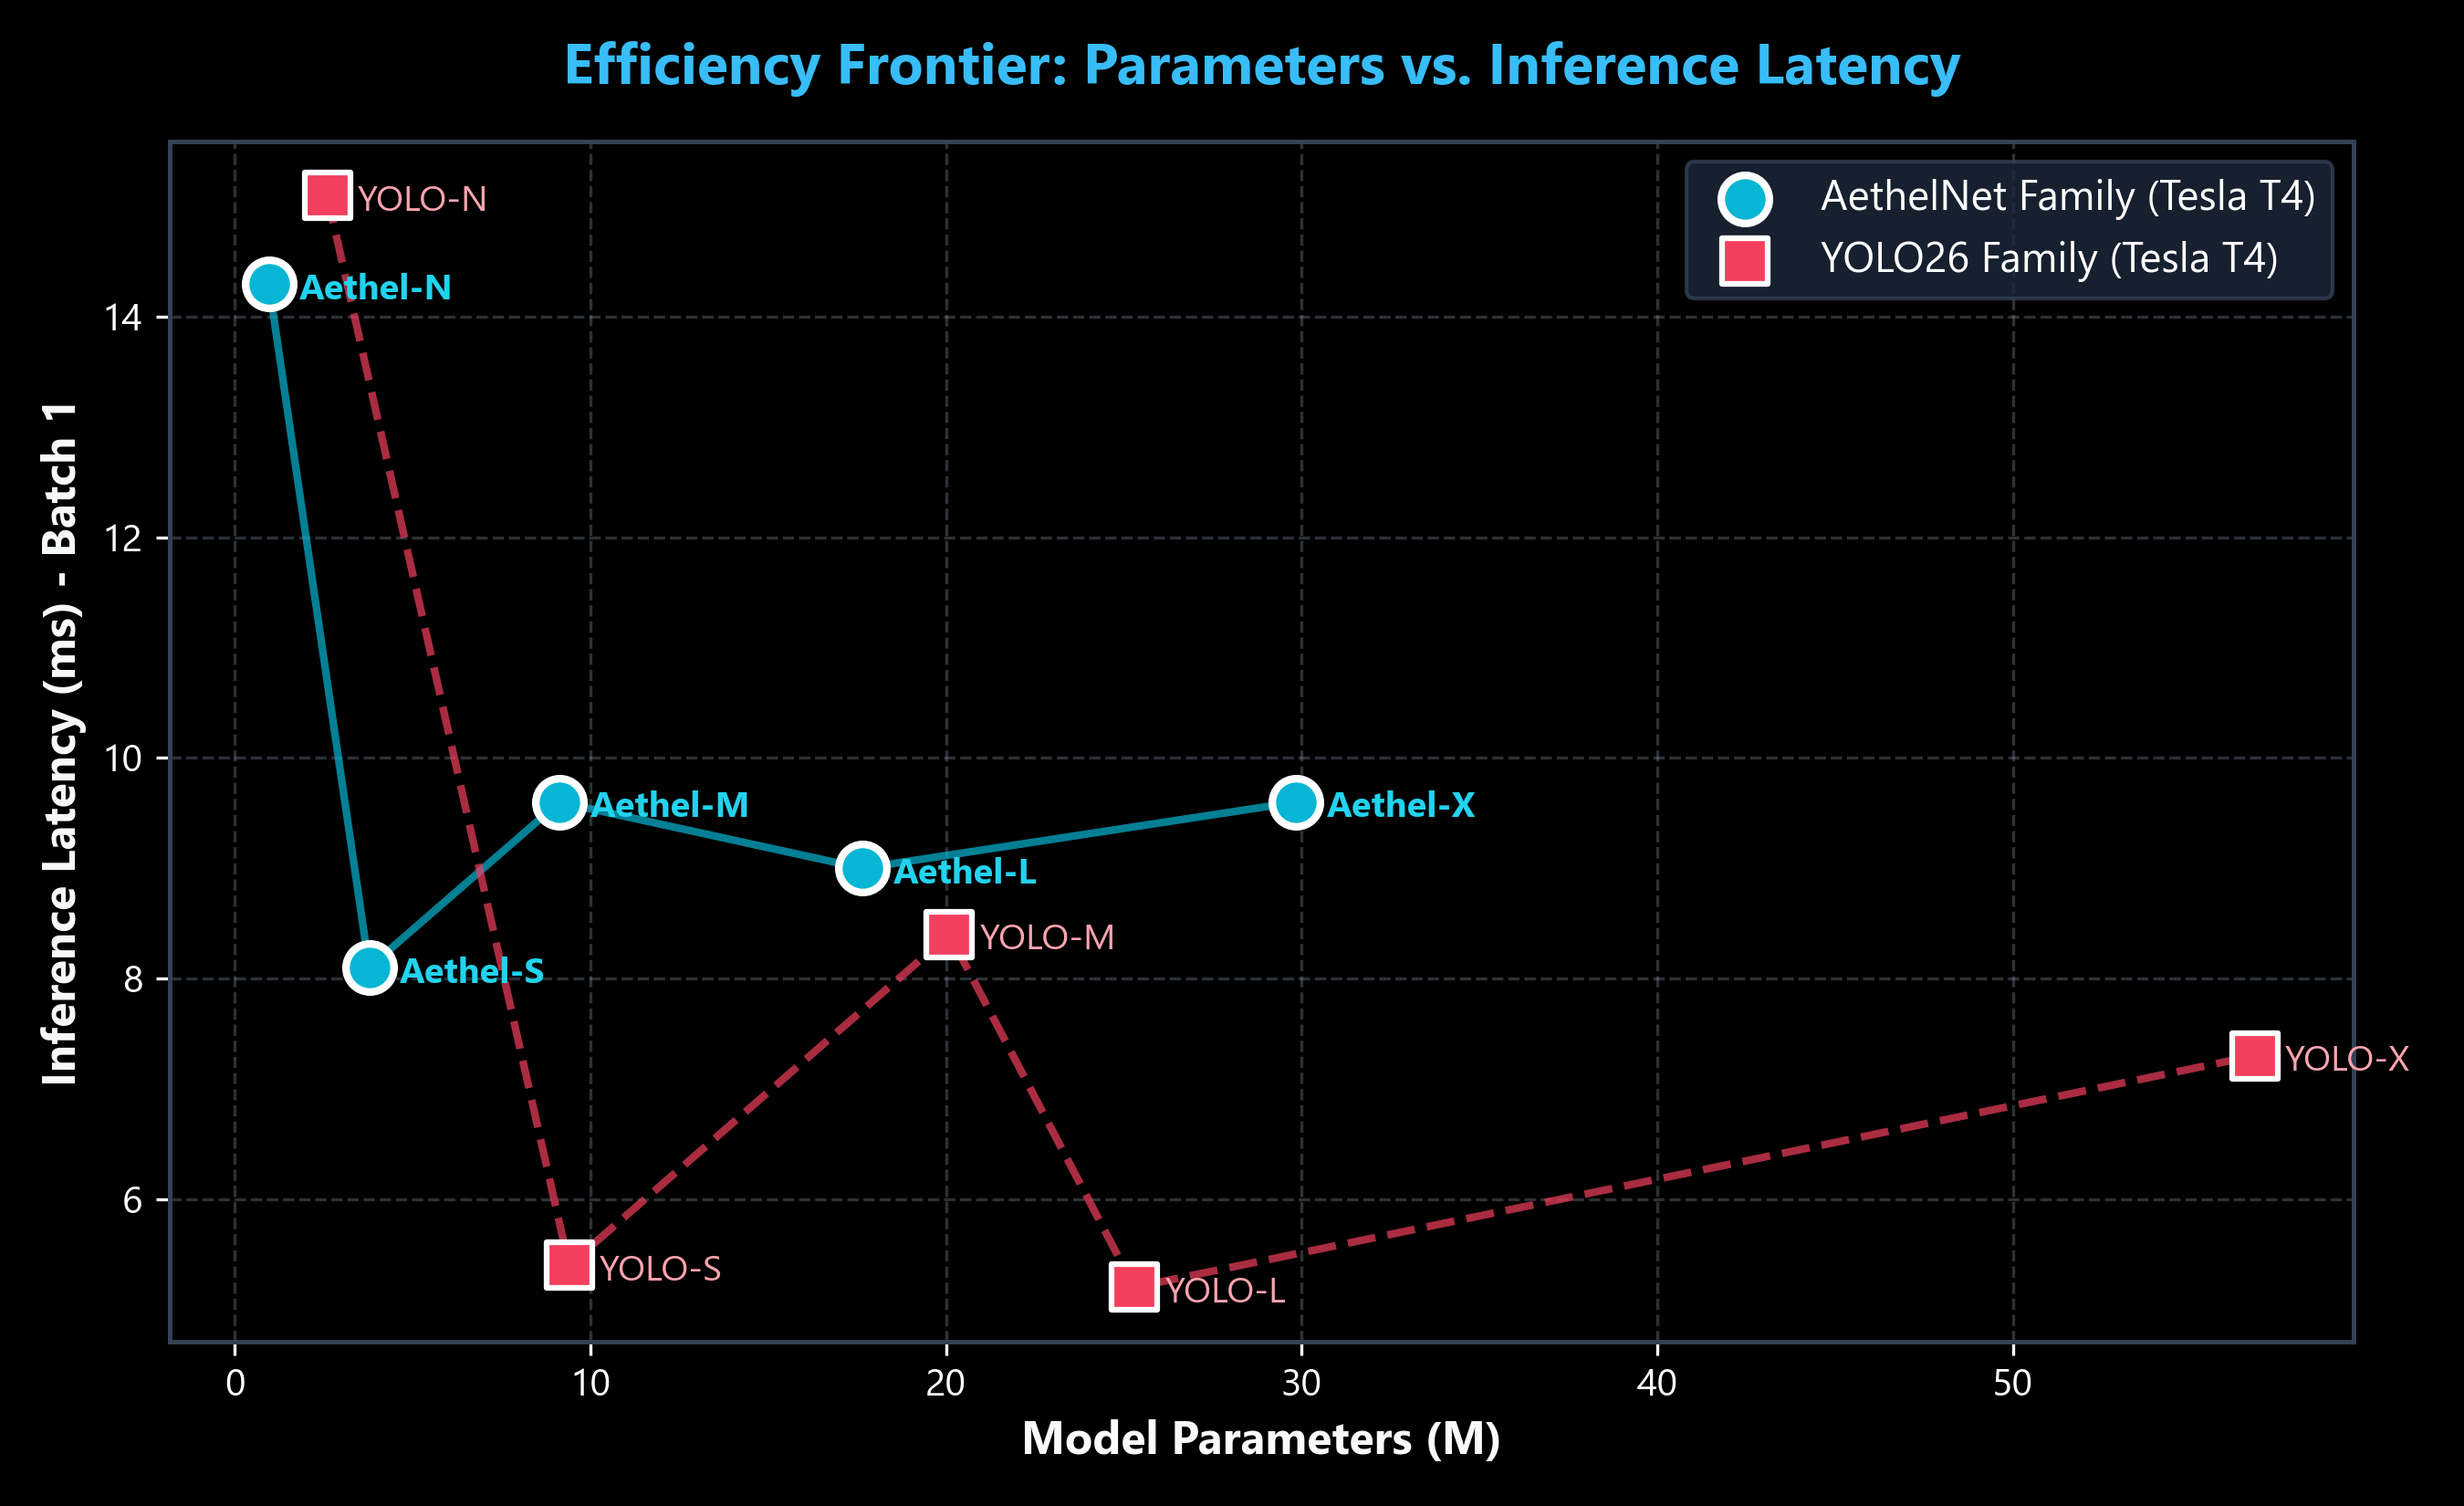 Efficiency Frontier: Parameters vs. Inference Latency
AethelNet Family (Tesla T4)
YOLO26 Family (Tesla T4)
YOLO-N
Aethel-N
Aethel-M
Aethel-X
Aethel-L
YOLO-M
Aethel-S
YOLO-X
YOLO-S
YOLO-L
Inference Latency (ms) - Batch 1
14
12
10
8
6
0 10 20 30 40 50
Model Parameters (M)